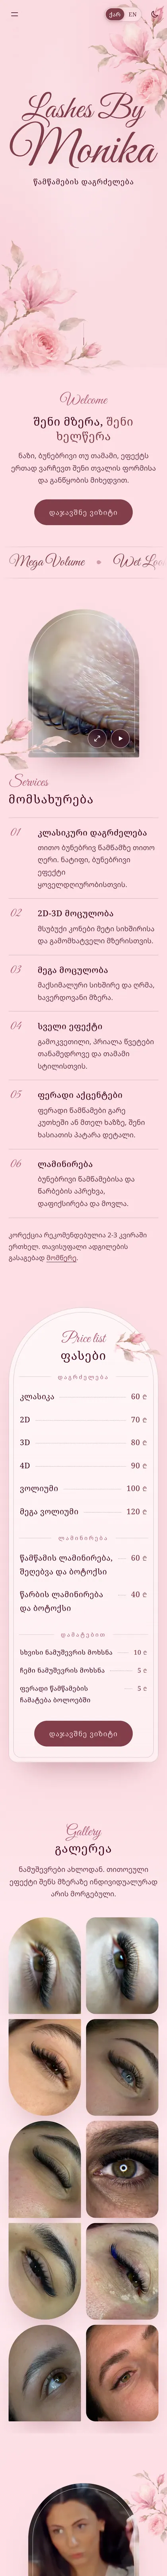 ქარ EN
Lashes By
Monika
წამწამების დაგრძელება
Welcome
შენი მზერა, შენი
ხელწერა
ნაზი, ბუნებრივი თუ თამამი, ეფექტს
ერთად ვარჩევთ შენი თვალის ფორმისა
და განწყობის მიხედვით.
დაჯავშნე ვიზიტი
Mega Volume Wet
Services
მომსახურება
01 კლასიკური დაგრძელება
თითო ბუნებრივ წამწამზე თითო
ღერი. ნატიფი, ბუნებრივი
ეფექტი
ყოველდღიურობისთვის.
02 2D-3D მოცულობა
მსუბუქი კონები მეტი სიხშირისა
და გამომხატველი მზერისთვის.
03 მეგა მოცულობა
მაქსიმალური სიხშირე და ღრმა,
ხავერდოვანი მზერა.
04 სველი ეფექტი
გამოკვეთილი, პრიალა წვეტები
თანამედროვე და თამამი
სტილისთვის.
05 ფერადი აქცენტები
ფერადი წამწამები გარე
კუთხეში ან მთელ ხაზზე, შენი
ხასიათის პატარა დეტალი.
06 ლამინირება
ბუნებრივი წამწამებისა და
წარბების აპრეხვა,
დაფიქსირება და მოვლა.
კორექცია რეკომენდებულია 2-3 კვირაში
ერთხელ. თავისუფალი ადგილების
გასაგებად მომწერე.
Price list
ფასები
დაგრძელება
კლასიკა 60 ₾
2D 70 ₾
3D 80 ₾
4D 90 ₾
ვოლიუმი 100 ₾
მეგა ვოლიუმი 120 ₾
ლამინირება
წამწამის ლამინირება, 60 ₾
შეღებვა და ბოტოქსი
წარბის ლამინირება 40 ₾
და ბოტოქსი
დამატებით
სხვისი ნამუშევრის მოხსნა 10 ₾
ჩემი ნამუშევრის მოხსნა 5 ₾
ფერადი წამწამების 5 ₾
ჩამატება ბოლოებში
დაჯავშნე ვიზიტი
Gallery
გალერეა
ნამუშევრები ახლოდან. თითოეული
ეფექტი შენს მზერაზე ინდივიდუალურად
არის მორგებული.